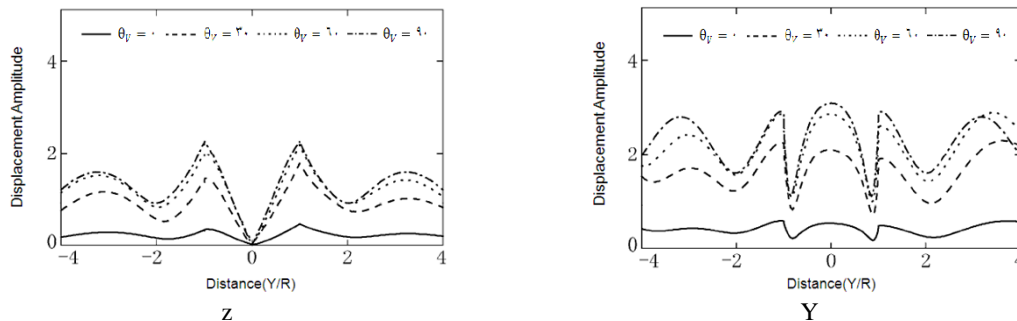 θV = ٠ θV = ٣٠ θV = ٦٠ θV = ٩٠
Displacement Amplitude
4
2
0
-4 -2 0 2 4
Distance(Y/R)
z
θV = ٠ θV = ٣٠ θV = ٦٠ θV = ٩٠
Displacement Amplitude
4
2
0
-4 -2 0 2 4
Distance(Y/R)
Y